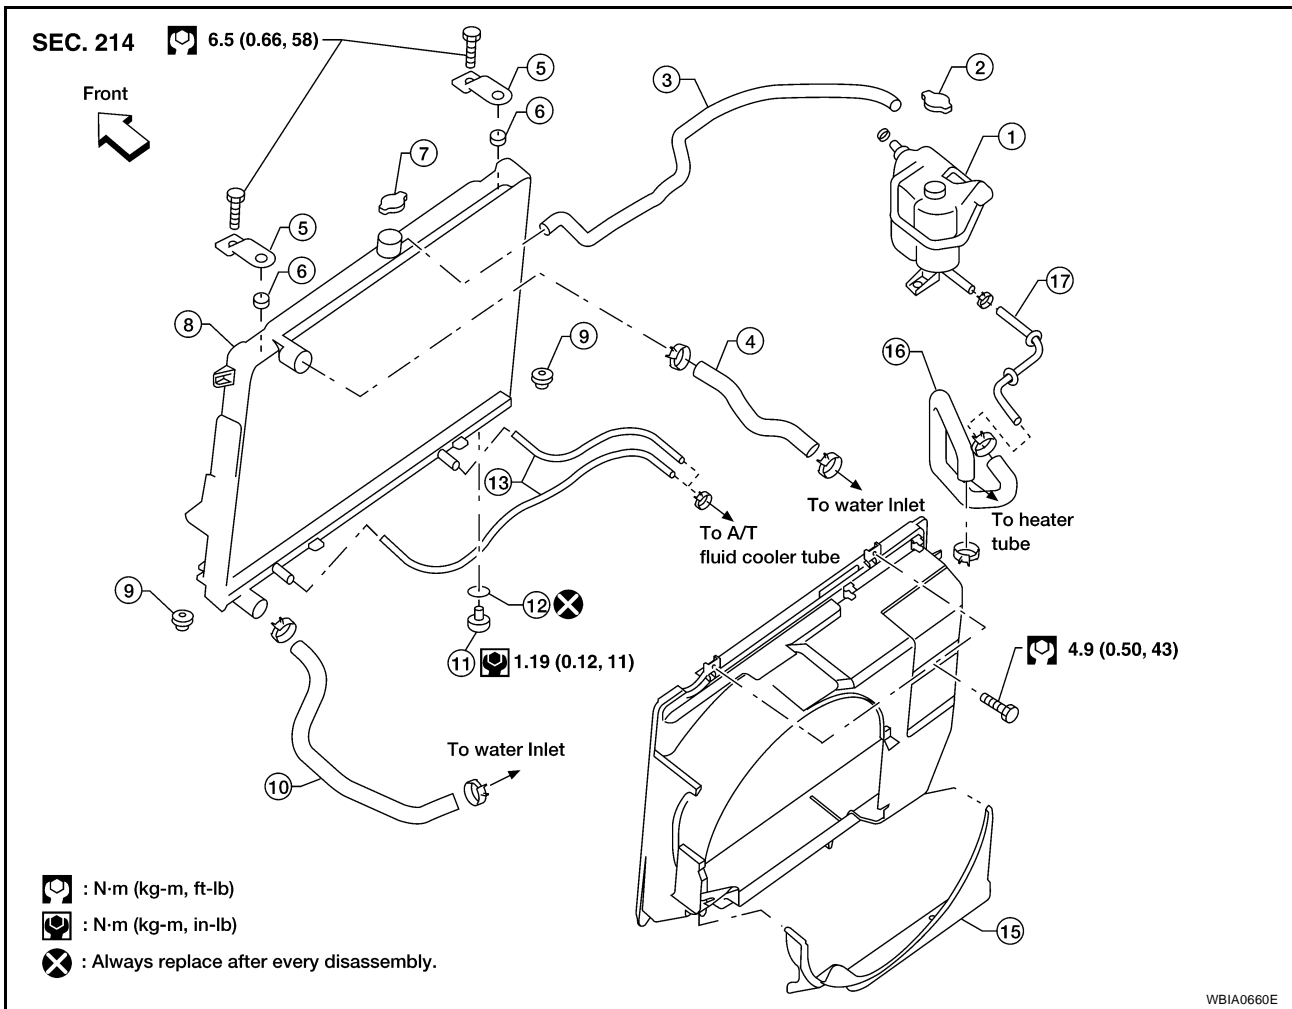 SEC. 214
6.5 (0.66, 58)
Front
5
6
7
3
2
1
5
6
8
9
4
17
16
13
To water Inlet
To A/T
fluid cooler tube
To heater
tube
9
12
11
1.19 (0.12, 11)
4.9 (0.50, 43)
To water Inlet
10
15
: N·m (kg-m, ft-lb)
: N·m (kg-m, in-lb)
: Always replace after every disassembly.
WBIA0660E